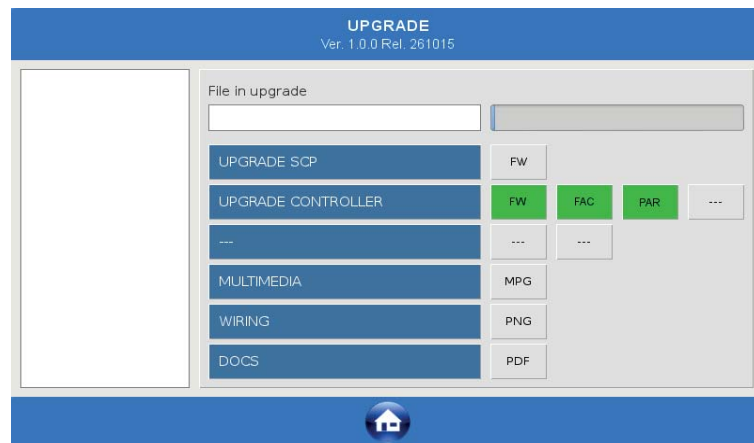 UPGRADE
Ver. 1.0.0 Rel. 261015
File in upgrade
UPGRADE SCP FW
UPGRADE CONTROLLER FW FAC PAR ---
--- --- ---
MULTIMEDIA MPG
WIRING PNG
DOCS PDF